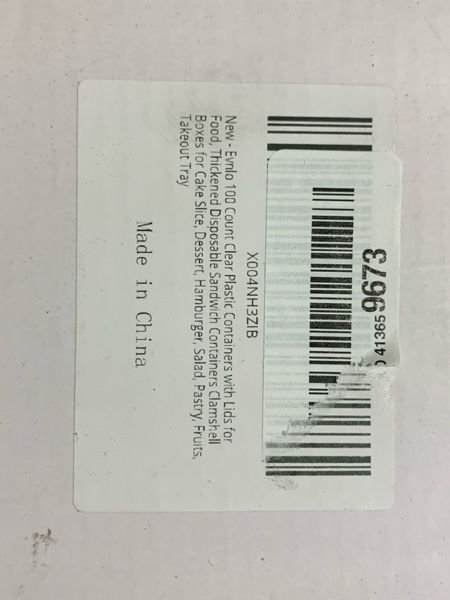 41365 9673
X004NH3ZIB
New - Evnlo 100 Count Clear Plastic Containers with Lids for
Food, Thickened Disposable Sandwich Containers Clamshell
Boxes for Cake Slice, Dessert, Hamburger, Salad, Pastry, Fruits,
Takeout Tray
Made in China